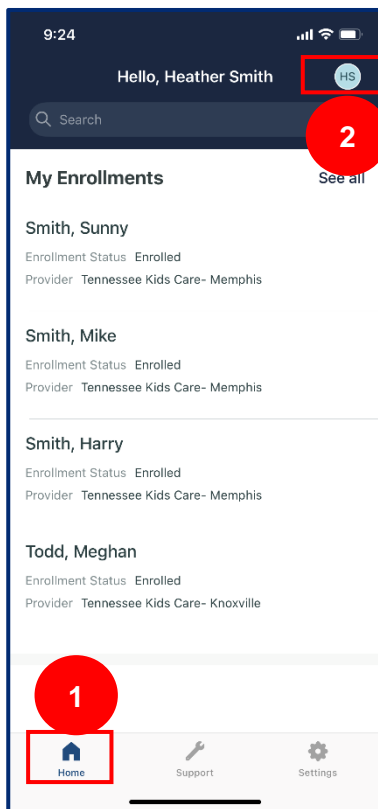 9:24
Hello, Heather Smith
HS
Search
2
My Enrollments
See all
Smith, Sunny
Enrollment Status Enrolled
Provider Tennessee Kids Care- Memphis
Smith, Mike
Enrollment Status Enrolled
Provider Tennessee Kids Care- Memphis
Smith, Harry
Enrollment Status Enrolled
Provider Tennessee Kids Care- Memphis
Todd, Meghan
Enrollment Status Enrolled
Provider Tennessee Kids Care- Knoxville
1
Home Support Settings